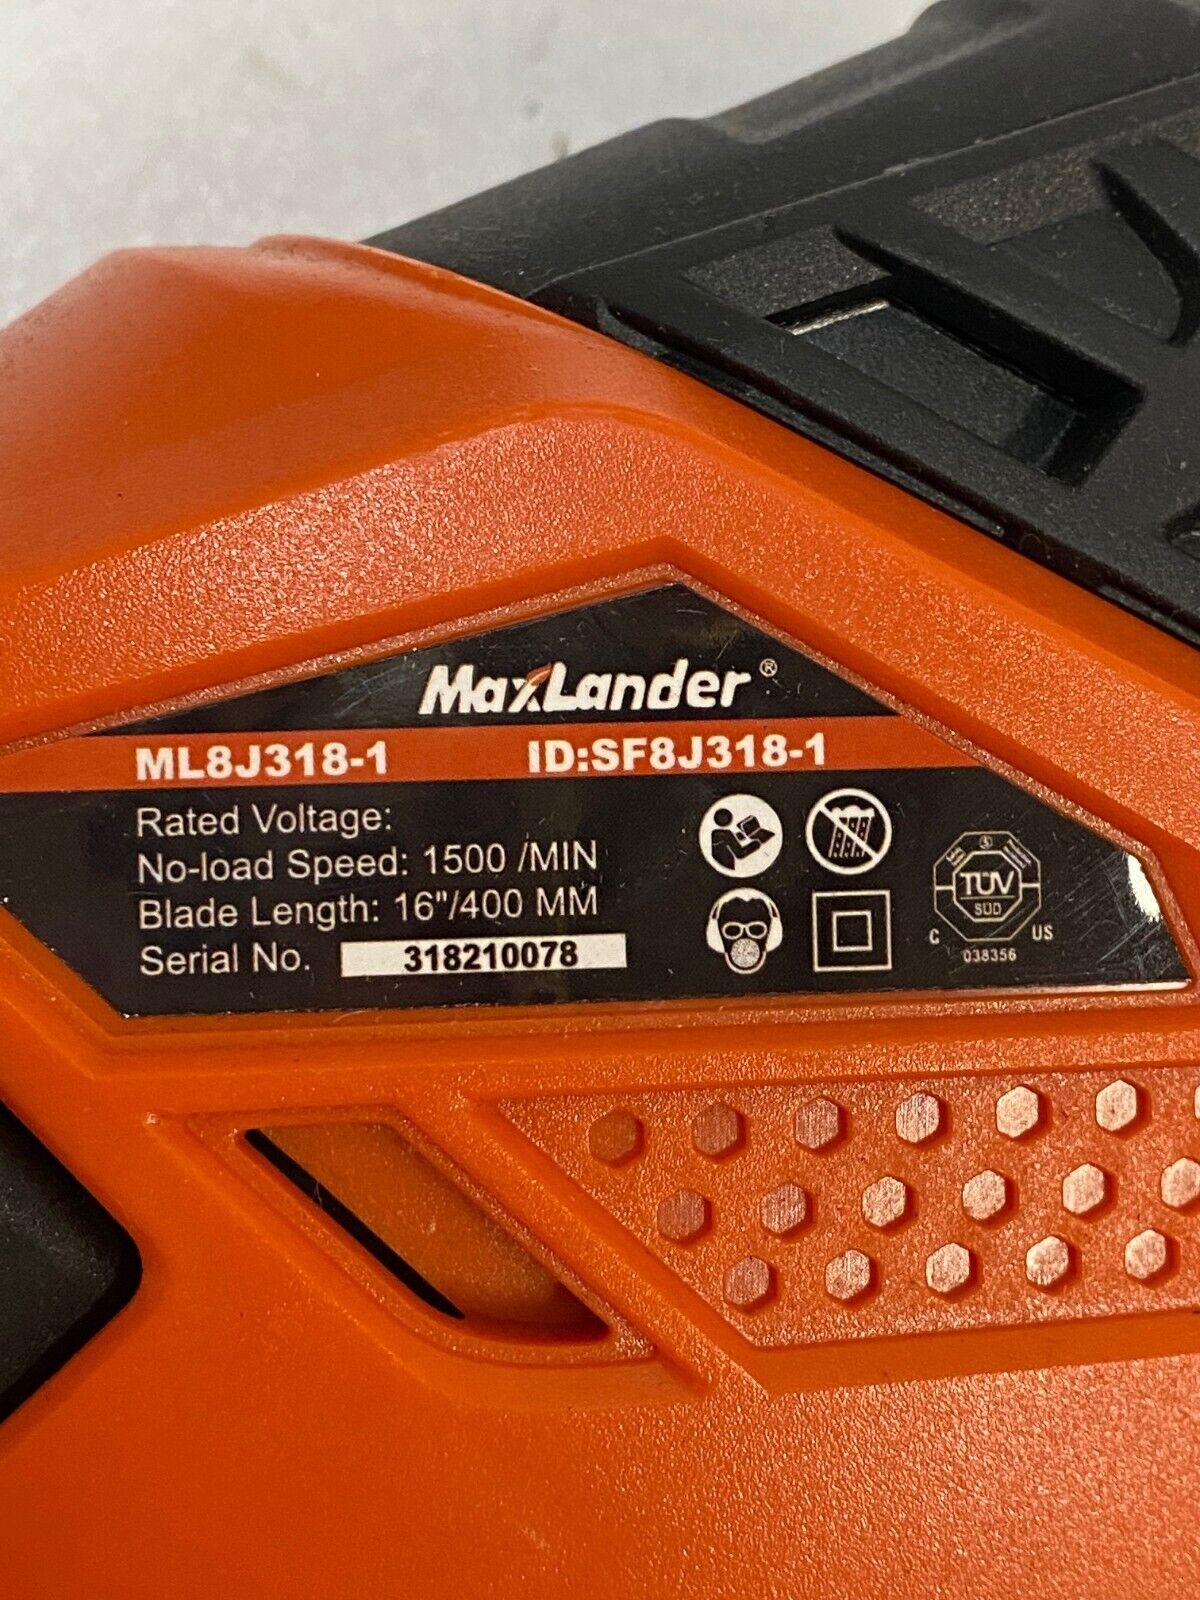 MaxLander®
ML8J318-1 ID:SF8J318-1
Rated Voltage:
No-load Speed: 1500 /MIN
Blade Length: 16"/400 MM
Serial No. 318210078
TÜV
SÜD
C US
038356